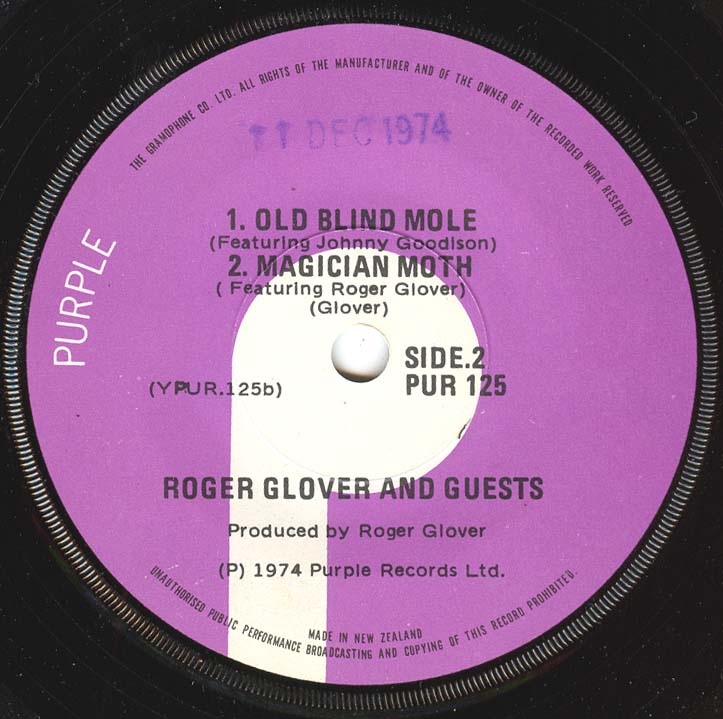 THE GRAMOPHONE CO. LTD. ALL RIGHTS OF THE MANUFACTURER AND OF THE OWNER OF THE RECORDED WORK RESERVED
11 DEC 1974
1. OLD BLIND MOLE
(Featuring Johnny Goodison)
2. MAGICIAN MOTH
( Featuring Roger Glover)
(Glover)
PURPLE
SIDE.2
(YPUR.125b)
PUR 125
ROGER GLOVER AND GUESTS
Produced by Roger Glover
(P) 1974 Purple Records Ltd.
MADE IN NEW ZEALAND
UNAUTHORISED PUBLIC PERFORMANCE BROADCASTING AND COPYING OF THIS RECORD PROHIBITED.